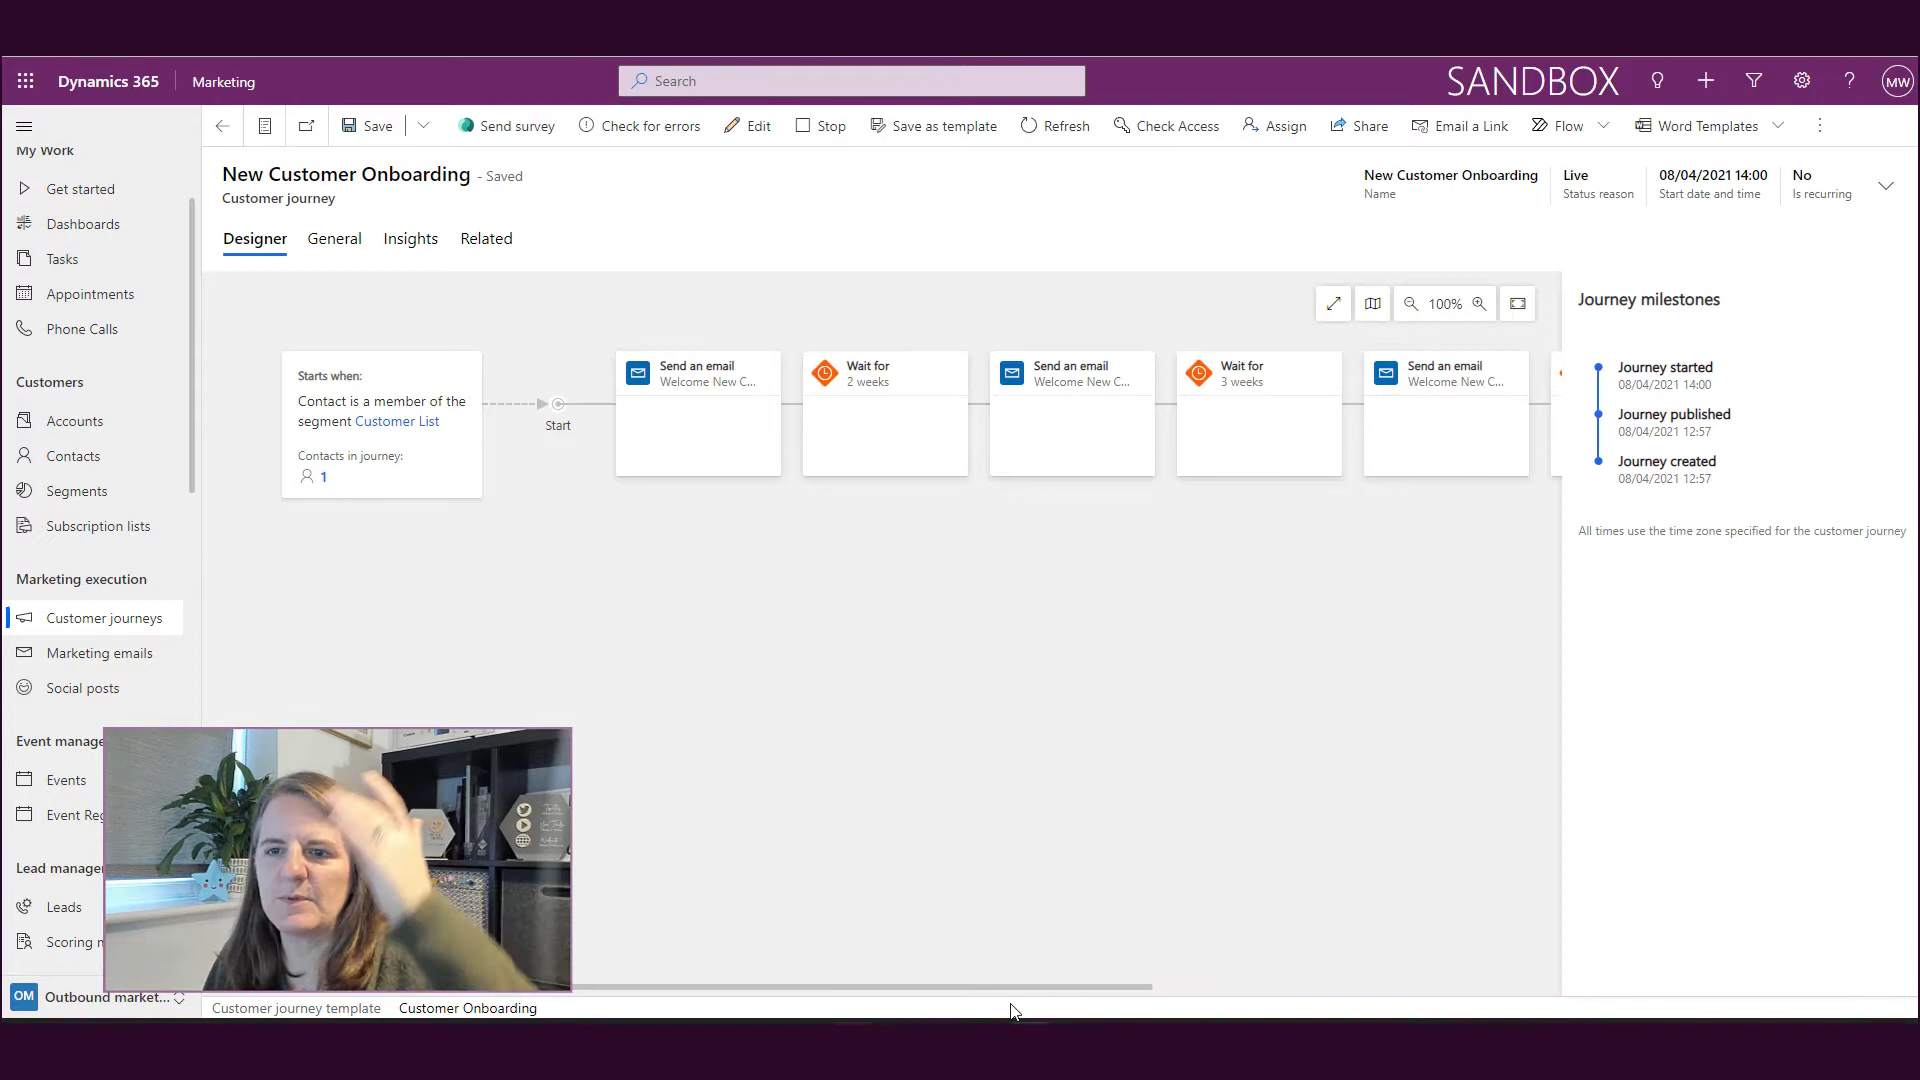 Dynamics 365
Marketing
Search
SANDBOX
MW
Save
Send survey
Check for errors
Edit
Stop
Save as template
Refresh
Check Access
Assign
Share
Email a Link
Flow
Word Templates
New Customer Onboarding - Saved
Customer journey
New Customer Onboarding
Name
Live
Status reason
08/04/2021 14:00
Start date and time
No
Is recurring
Designer
General
Insights
Related
My Work
Get started
Dashboards
Tasks
Appointments
Phone Calls
Customers
Accounts
Contacts
Segments
Subscription lists
Marketing execution
Customer journeys
Marketing emails
Social posts
Event manage
Events
Event Reg
Lead manage
Leads
Scoring m
OM
Outbound market...
100%
Starts when:
Contact is a member of the
segment Customer List
Contacts in journey:
1
Start
Send an email
Welcome New C...
Wait for
2 weeks
Send an email
Welcome New C...
Wait for
3 weeks
Send an email
Welcome New C...
Journey milestones
Journey started
08/04/2021 14:00
Journey published
08/04/2021 12:57
Journey created
08/04/2021 12:57
All times use the time zone specified for the customer journey
Customer journey template
Customer Onboarding